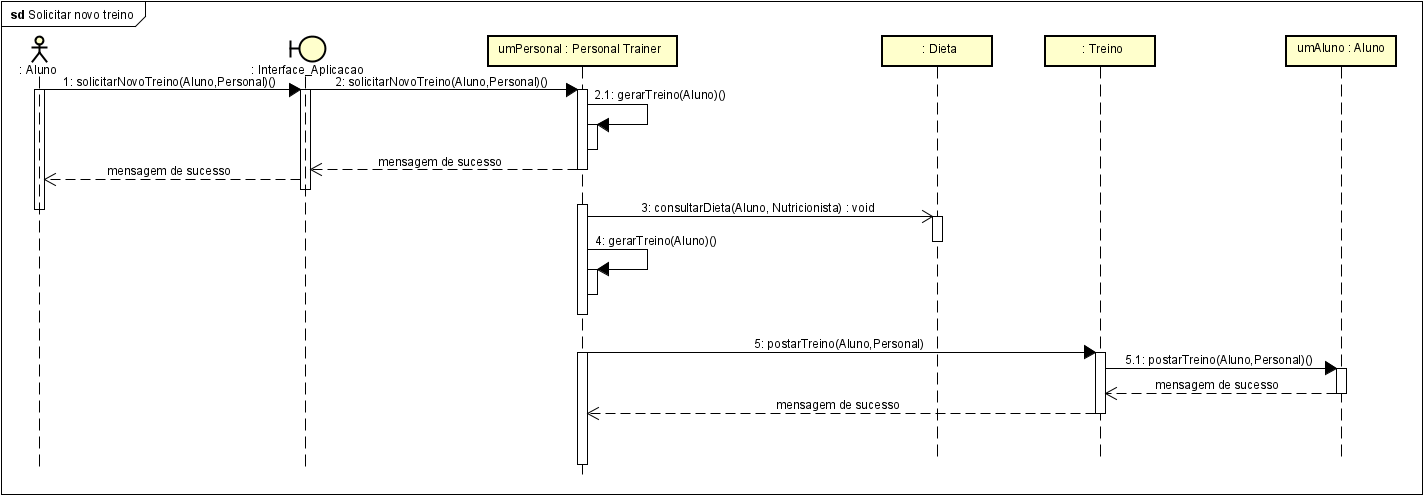 sd Solicitar novo treino
: Aluno
: Interface_Aplicacao
umPersonal : Personal Trainer
: Dieta
: Treino
umAluno : Aluno
1: solicitarNovoTreino(Aluno,Personal)()
2: solicitarNovoTreino(Aluno,Personal)()
2.1: gerarTreino(Aluno)()
mensagem de sucesso
mensagem de sucesso
3: consultarDieta(Aluno, Nutricionista) : void
4: gerarTreino(Aluno)()
5: postarTreino(Aluno,Personal)
5.1: postarTreino(Aluno,Personal)()
mensagem de sucesso
mensagem de sucesso